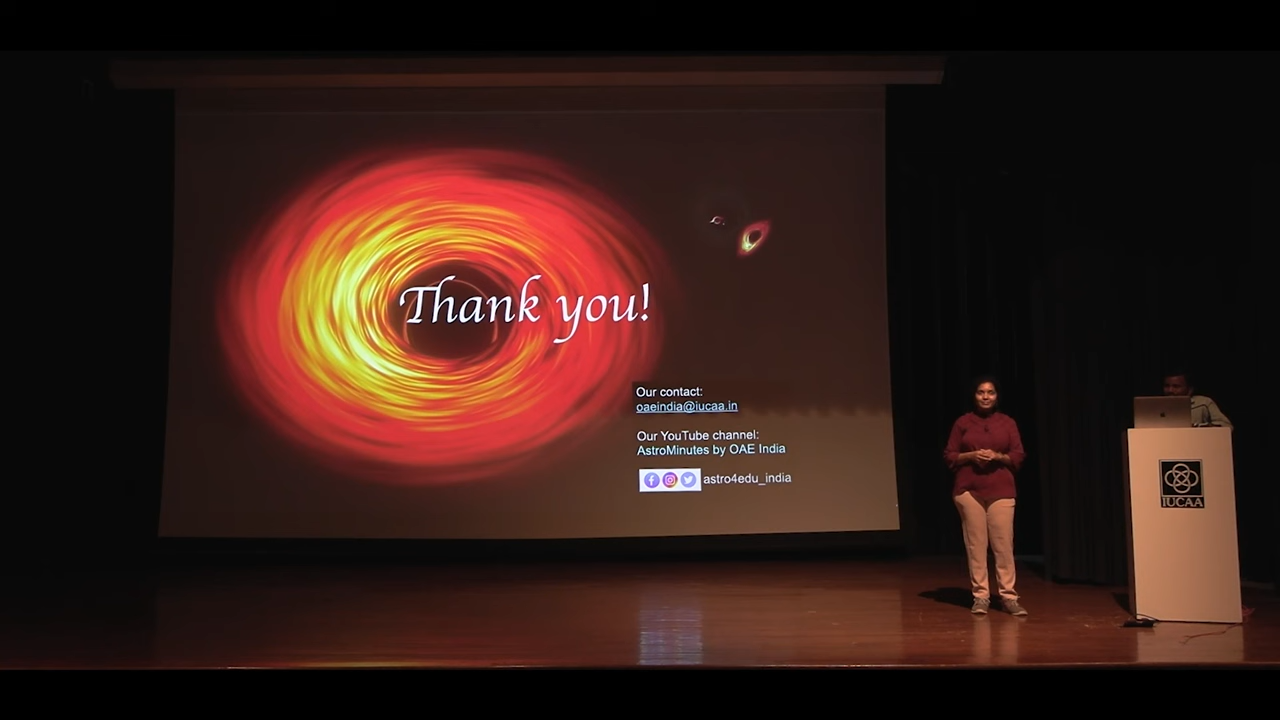 Thank you!
Our contact:
oaeindia@iucaa.in
Our YouTube channel:
AstroMinutes by OAE India
astro4edu_india
IUCAA